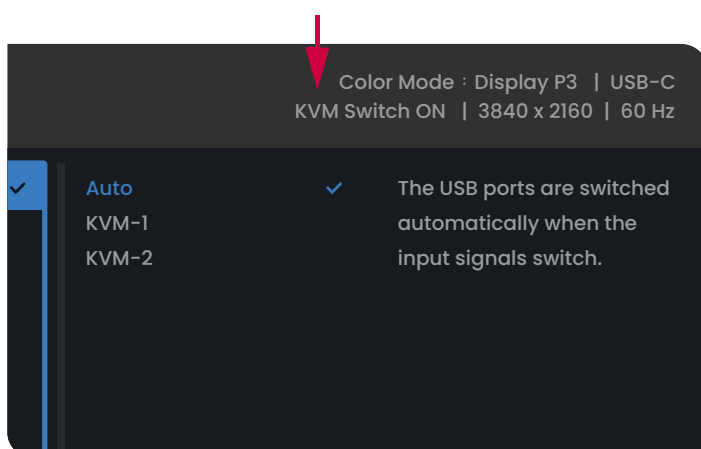 Color Mode : Display P3 | USB-C
KVM Switch ON | 3840 x 2160 | 60 Hz
Auto
KVM-1
KVM-2
The USB ports are switched
automatically when the
input signals switch.